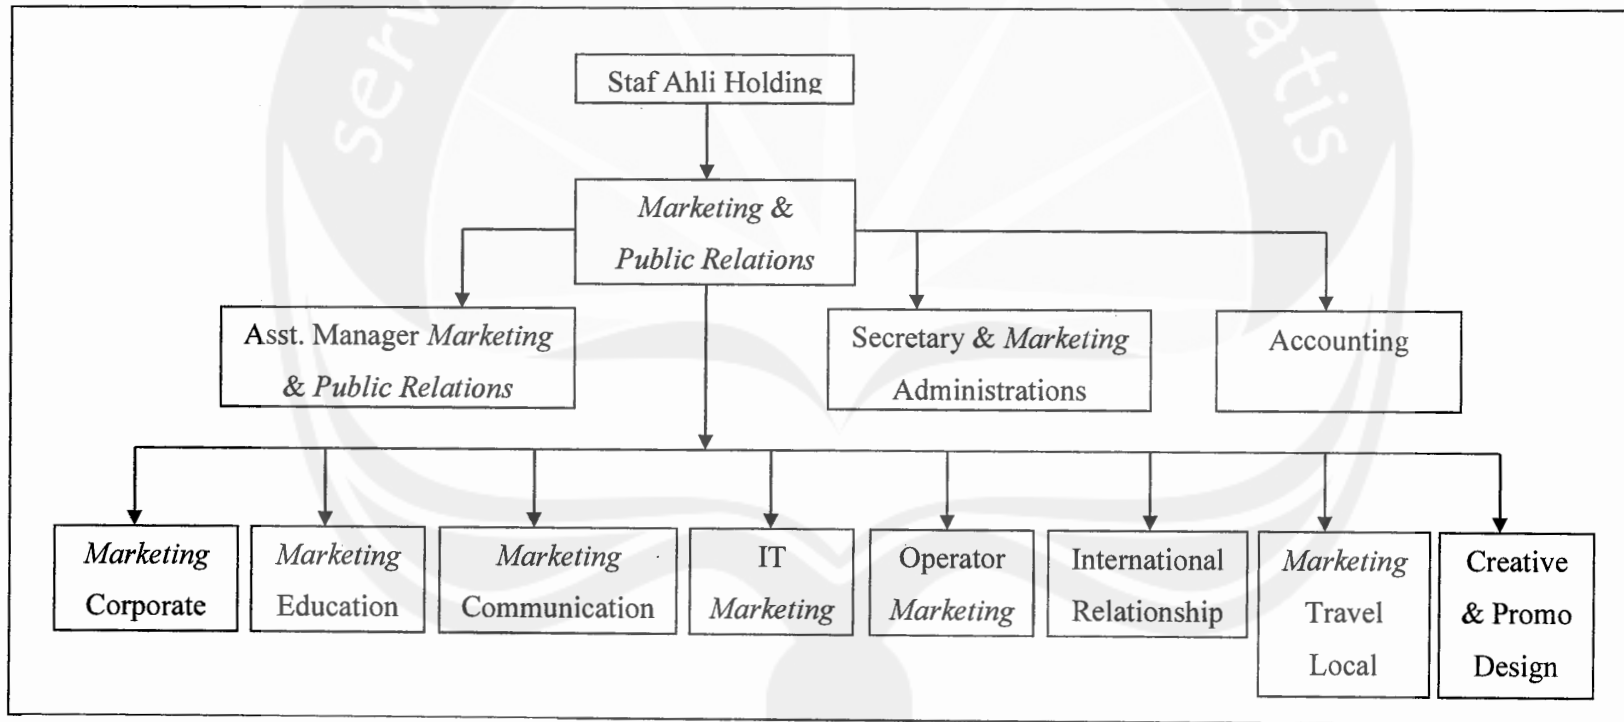 Staf Ahli Holding
Marketing &
Public Relations
Asst. Manager Marketing
& Public Relations
Secretary & Marketing
Administrations
Accounting
Marketing
Corporate
Marketing
Education
Marketing
Communication
IT
Marketing
Operator
Marketing
International
Relationship
Marketing
Travel
Local
Creative
& Promo
Design